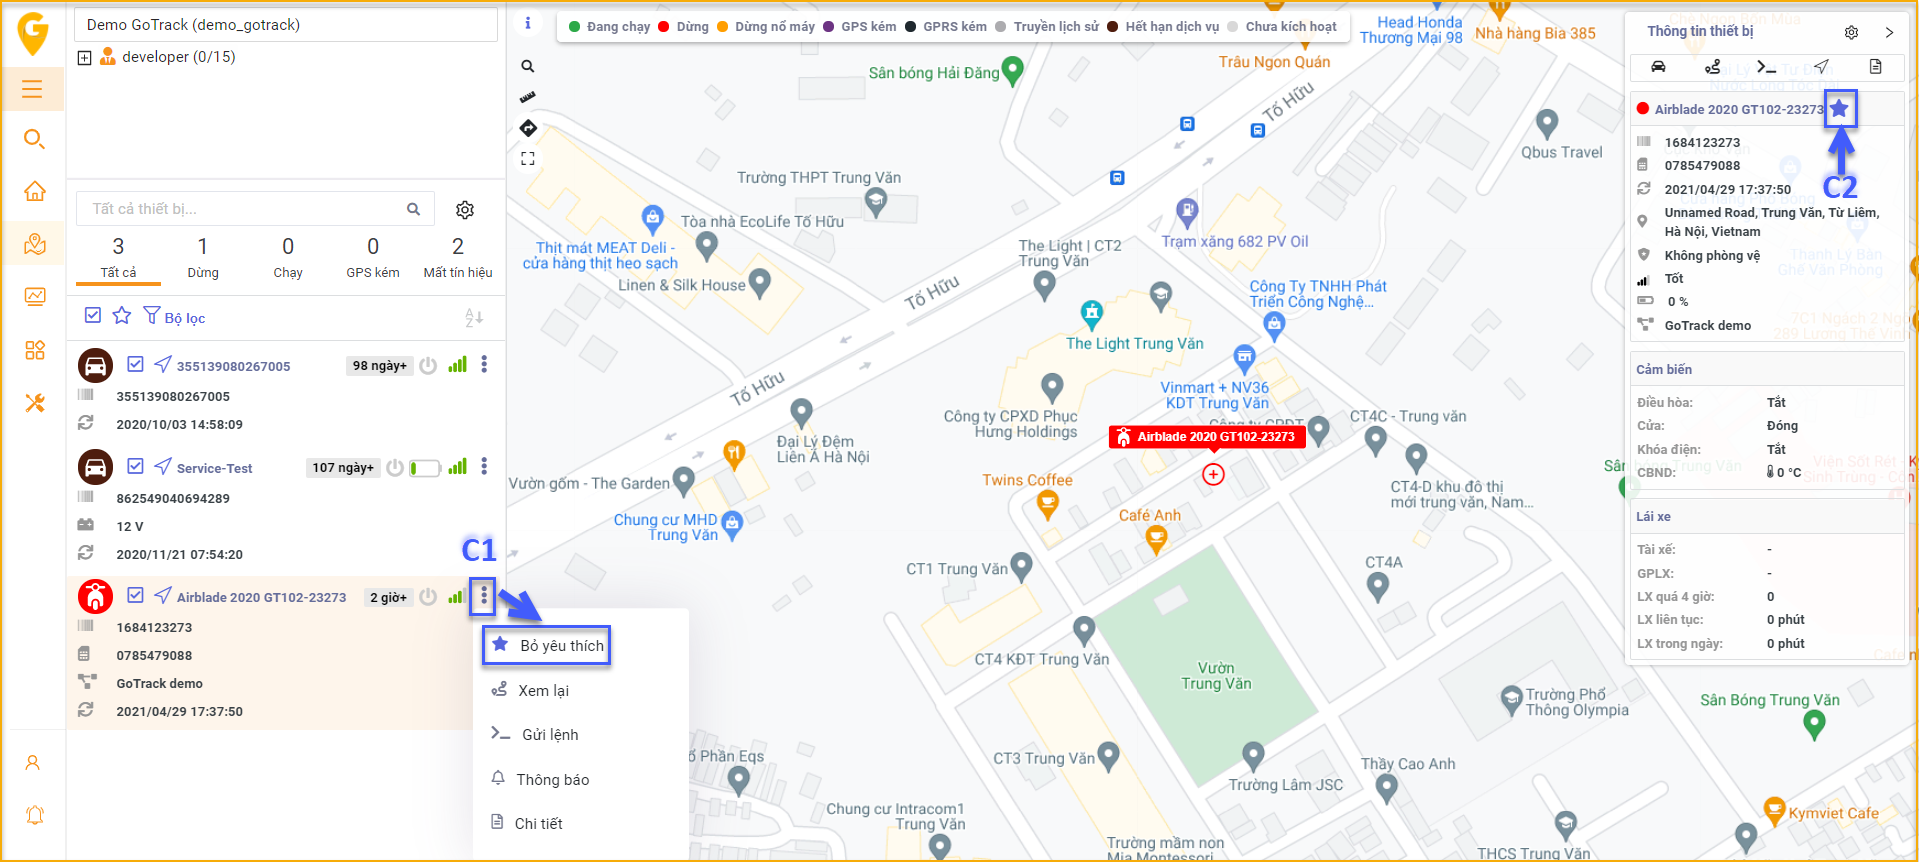 Demo GoTrack (demo_gotrack)
developer (0/15)
Tất cả thiết bị...
3
1
0
0
2
Tất cả
Dừng
Chạy
GPS kém
Mất tín hiệu
Bộ lọc
355139080267005
98 ngày+
355139080267005
2020/10/03 14:58:09
Service-Test
107 ngày+
862549040694289
12 V
2020/11/21 07:54:20
C1
Airblade 2020 GT102-23273
2 giờ+
1684123273
0785479088
GoTrack demo
2021/04/29 17:37:50
Bỏ yêu thích
Xem lại
Gửi lệnh
Thông báo
Chi tiết
Đang chạy
Dừng
Dừng nổ máy
GPS kém
GPRS kém
Truyền lịch sử
Hết hạn dịch vụ
Chưa kích hoạt
Head Honda
Thương Mại 98
Nhà hàng Bia 385
Trâu Ngon Quán
Sân bóng Hải Đăng
Tố Hữu
Qbus Travel
Trường THPT Trung Văn
Tòa nhà EcoLife Tố Hữu
Thịt mát MEAT Deli -
cửa hàng thịt heo sạch
Linen & Silk House
The Light | CT2
Trung Văn
Trạm xăng 682 PV Oil
Tố Hữu
Công Ty TNHH Phát
Triển Công Nghệ...
The Light Trung Văn
Vinmart + NV36
KDT Trung Văn
Tố Hữu
Công ty CPXD Phục
Hưng Holdings
CT4C - Trung văn
Đại Lý Đệm
Liên Á Hà Nội
Airblade 2020 GT102-23273
Vườn gốm - The Garden
Twins Coffee
CT4-D khu đô thị
mới trung văn, Nam...
Chung cư MHD
Trung Văn
Café Anh
CT1 Trung Văn
CT4A
CT4 KĐT Trung Văn
Vườn
Trung Văn
Trường Phổ
Thông Olympia
Sân Bóng Trung Văn
CT3 Trung Văn
Phần Eqs
Trường Lâm JSC
Thầy Cao Anh
Chung cư Intracom1
Trung Văn
Kymviet Cafe
Trường mầm non
Mia Montessori
THCS Trung Văn
Thông tin thiết bị
Airblade 2020 GT102-23273
C2
1684123273
0785479088
2021/04/29 17:37:50
Unnamed Road, Trung Văn, Từ Liêm,
Hà Nội, Vietnam
Không phòng vệ
Tốt
0 %
GoTrack demo
Cảm biến
Điều hòa:
Tắt
Cửa:
Đóng
Khóa điện:
Tắt
CBND:
0 °C
Lái xe
Tài xế:
-
GPLX:
-
LX quá 4 giờ:
0
LX liên tục:
0 phút
LX trong ngày:
0 phút